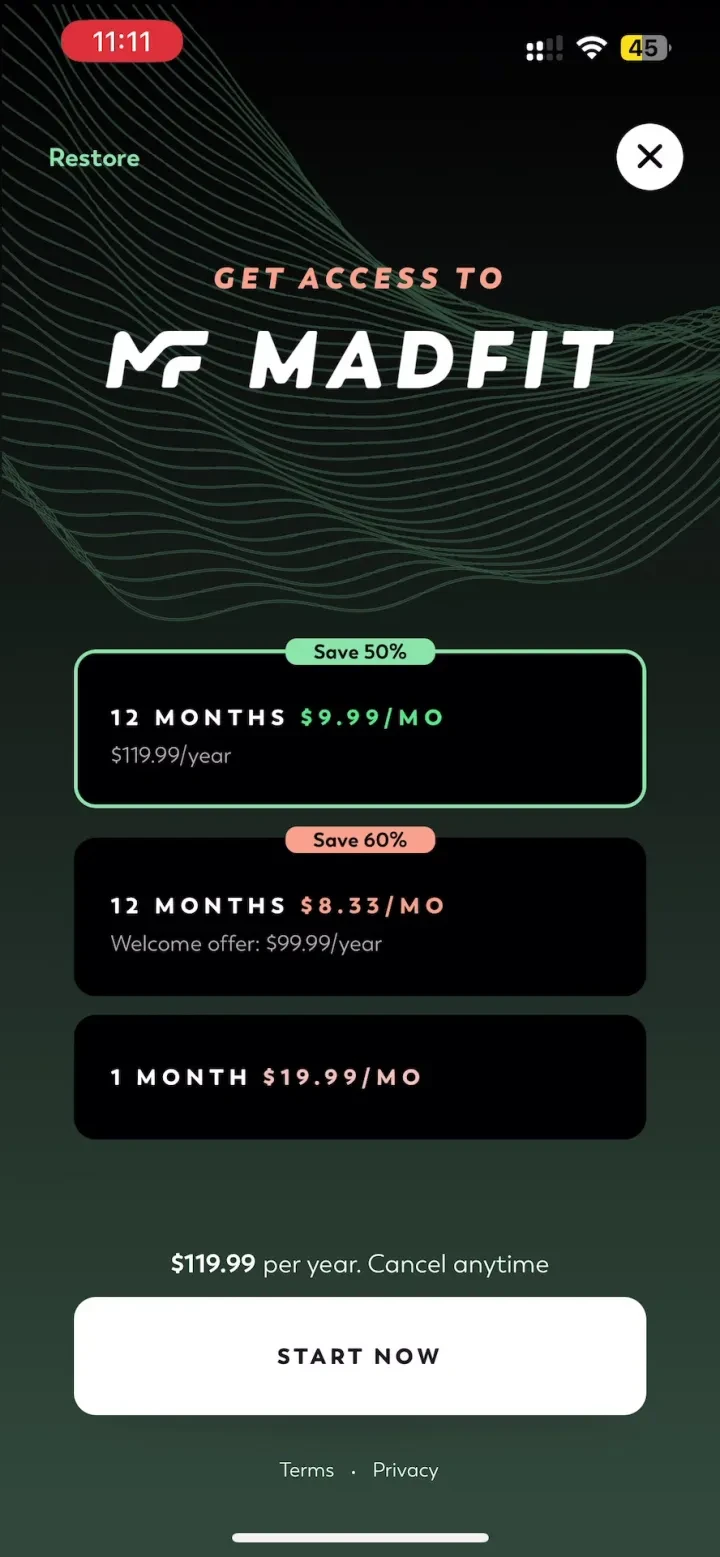 11:11
45
Restore
GET ACCESS TO
MF MADFIT
Save 50%
12 MONTHS $9.99/MO
$119.99/year
Save 60%
12 MONTHS $8.33/MO
Welcome offer: $99.99/year
1 MONTH $19.99/MO
$119.99 per year. Cancel anytime
START NOW
Terms · Privacy